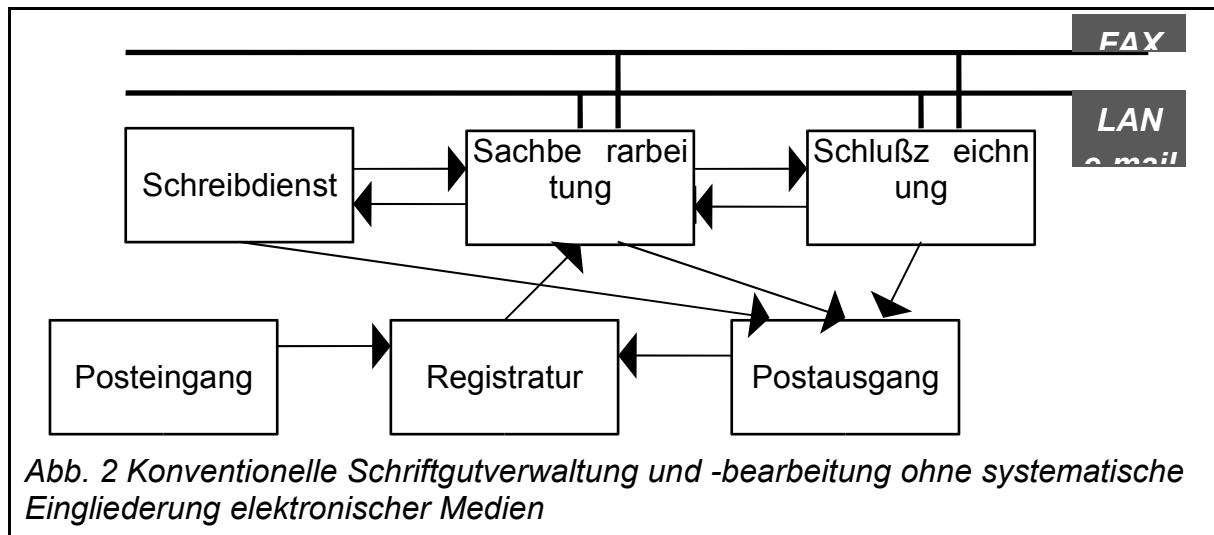 FAX
LAN
e-mail
Schreibdienst
Sachbe rarbei
tung
Schlußz eichn
ung
Posteingang
Registratur
Postausgang
Abb. 2 Konventionelle Schriftgutverwaltung und -bearbeitung ohne systematische
Eingliederung elektronischer Medien